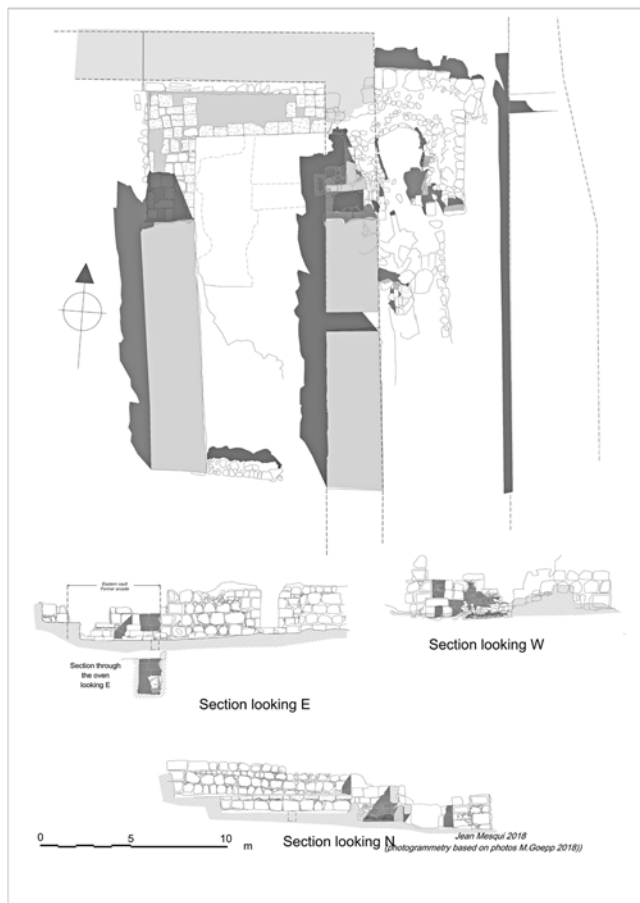 Eastern vault
Former arcade
Section through
the oven
looking E
Section looking E
Section looking W
Section looking N
0 5 10 m
Jean Mesqui 2018
(photogrammetry based on photos M.Goepp 2018))